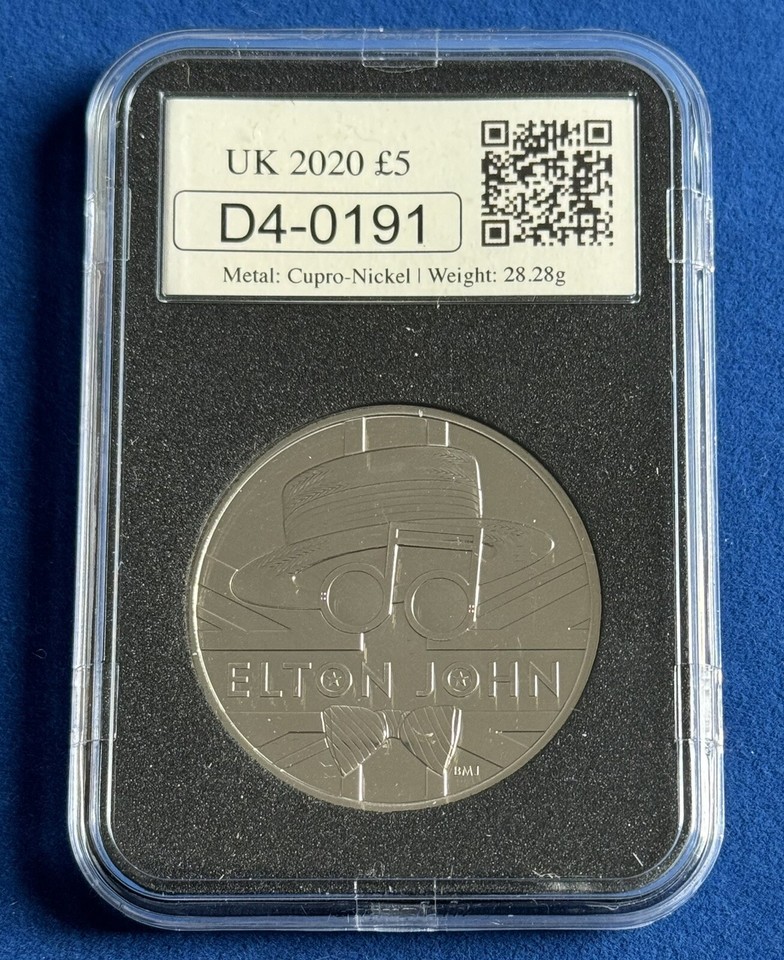 UK 2020 £5
D4-0191
Metal: Cupro-Nickel | Weight: 28.28g
ELTON JOHN
BMJ